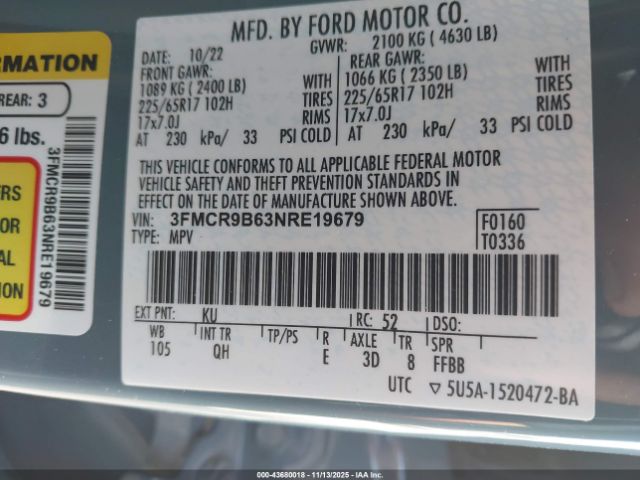 RMATION
REAR: 3
6 lbs.
3FMCR9B63NRE19679
ERS
OR
AL
ION
MFD. BY FORD MOTOR CO.
DATE: 10/22 GVWR: 2100 KG ( 4630 LB)
FRONT GAWR: REAR GAWR:
1089 KG ( 2400 LB) WITH 1066 KG ( 2350 LB) WITH
225/65R17 102H TIRES 225/65R17 102H TIRES
17x7.0J RIMS 17x7.0J RIMS
AT 230 kPa/ 33 PSI COLD AT 230 kPa/ 33 PSI COLD
THIS VEHICLE CONFORMS TO ALL APPLICABLE FEDERAL MOTOR
VEHICLE SAFETY AND THEFT PREVENTION STANDARDS IN
EFFECT ON THE DATE OF MANUFACTURE SHOWN ABOVE.
VIN: 3FMCR9B63NRE19679 F0160
TYPE: MPV T0336
EXT PNT: KU RC: 52 DSO:
WB INT TR TP/PS R AXLE TR SPR
105 QH E 3D 8 FFBB
UTC ▽ 5U5A-1520472-BA
000-43680018 - 11/13/2025 - COPART